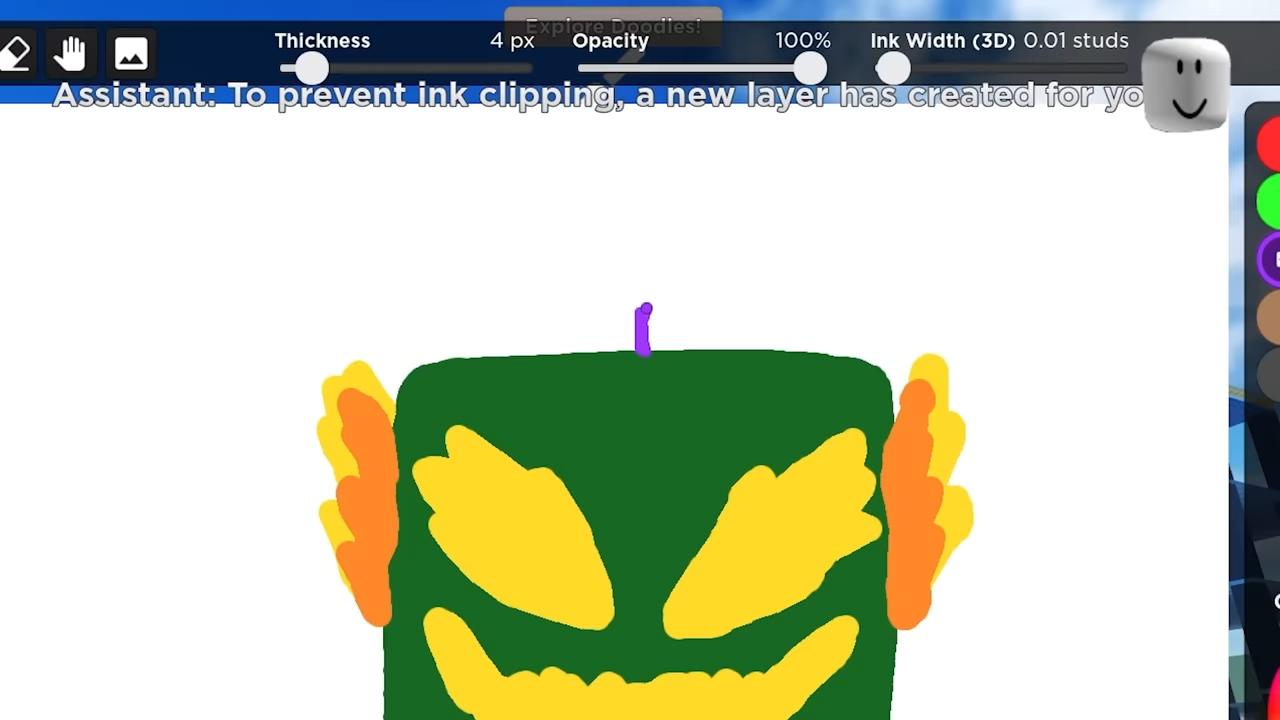 Explore Doodles!
Thickness 4 px Opacity 100% Ink Width (3D) 0.01 studs
Assistant: To prevent ink clipping, a new layer has created for yo